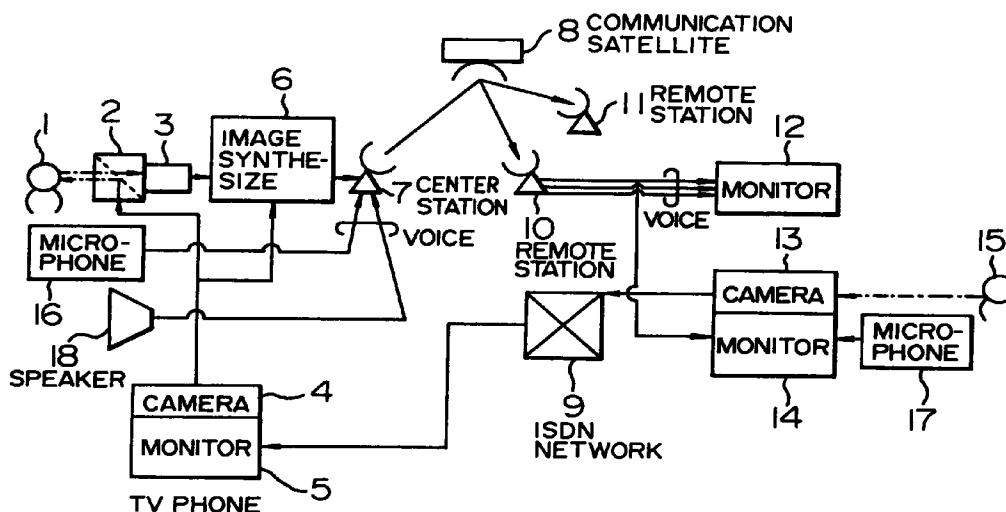 8 COMMUNICATION
SATELLITE
6
11 REMOTE
STATION
1
2
3
IMAGE
SYNTHE-
SIZE
12
MONITOR
7 CENTER
STATION
VOICE
VOICE
10
REMOTE
STATION
MICRO-
PHONE
16
13
15
CAMERA
MONITOR
14
MICRO-
PHONE
17
18
SPEAKER
9
ISDN
NETWORK
4
CAMERA
MONITOR
5
TV PHONE